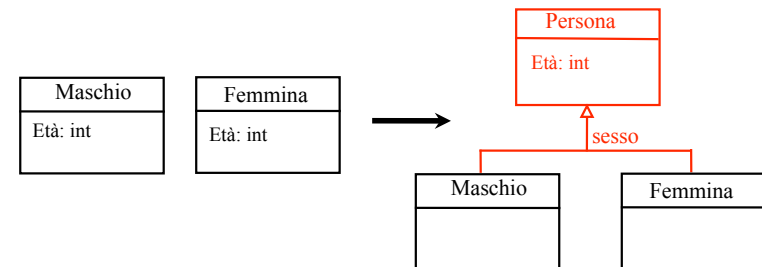 Maschio
Età: int
Femmina
Età: int
Persona
Età: int
sesso
Maschio
Femmina